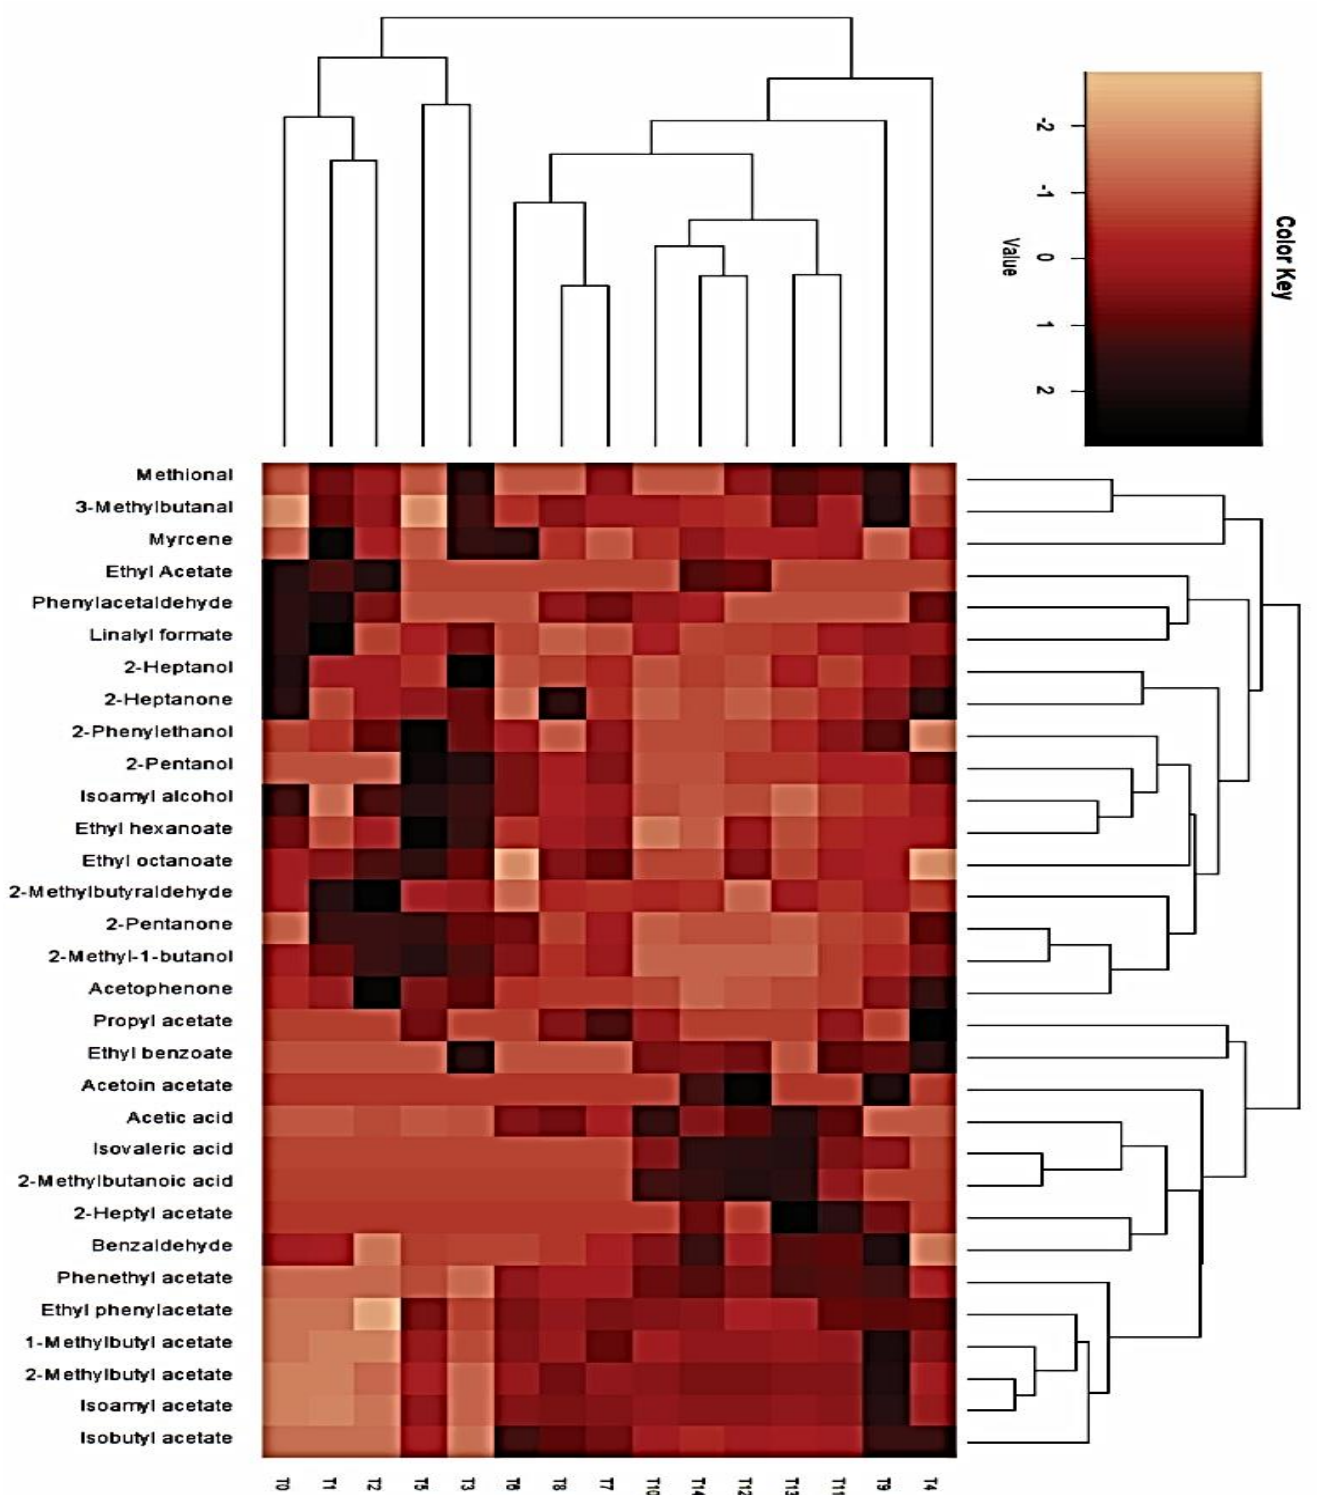 Color Key
-2
-1
0
1
2
Value
Methional
3-Methylbutanal
Myrcene
Ethyl Acetate
Phenylacetaldehyde
Linalyl formate
2-Heptanol
2-Heptanone
2-Phenylethanol
2-Pentanol
Isoamyl alcohol
Ethyl hexanoate
Ethyl octanoate
2-Methylbutyraldehyde
2-Pentanone
2-Methyl-1-butanol
Acetophenone
Propyl acetate
Ethyl benzoate
Acetoin acetate
Acetic acid
Isovaleric acid
2-Methylbutanoic acid
2-Heptyl acetate
Benzaldehyde
Phenethyl acetate
Ethyl phenylacetate
1-Methylbutyl acetate
2-Methylbutyl acetate
Isoamyl acetate
Isobutyl acetate
T0 T1 T2 T5 T3 T6 T8 T7 T10 T14 T12 T13 T11 T9 T4